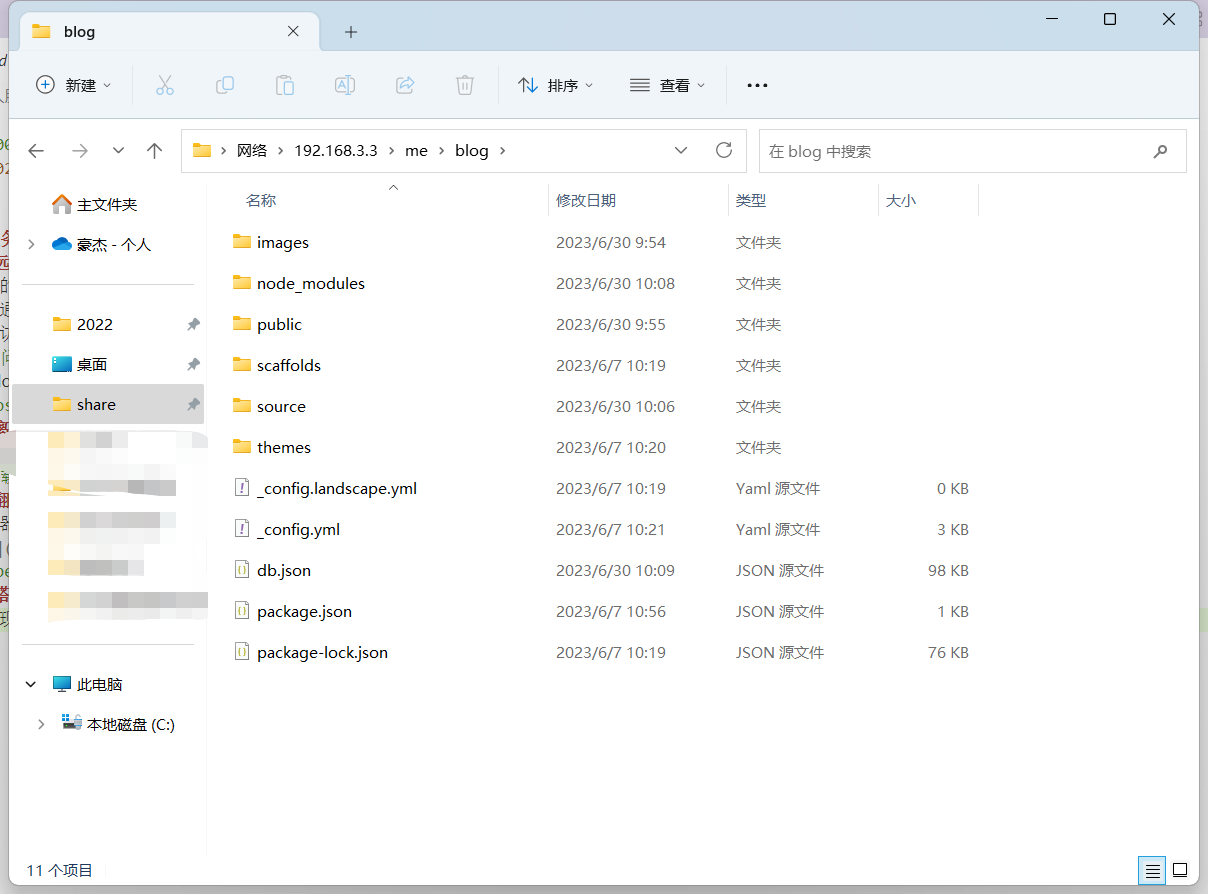 blog
新建
排序
查看
网络
192.168.3.3
me
blog
在 blog 中搜索
主文件夹
豪杰 - 个人
2022
桌面
share
此电脑
本地磁盘 (C:)
名称 修改日期 类型 大小
images 2023/6/30 9:54 文件夹
node_modules 2023/6/30 10:08 文件夹
public 2023/6/30 9:55 文件夹
scaffolds 2023/6/7 10:19 文件夹
source 2023/6/30 10:06 文件夹
themes 2023/6/7 10:20 文件夹
_config.landscape.yml 2023/6/7 10:19 Yaml 源文件 0 KB
_config.yml 2023/6/7 10:21 Yaml 源文件 3 KB
db.json 2023/6/30 10:09 JSON 源文件 98 KB
package.json 2023/6/7 10:56 JSON 源文件 1 KB
package-lock.json 2023/6/7 10:19 JSON 源文件 76 KB
11 个项目